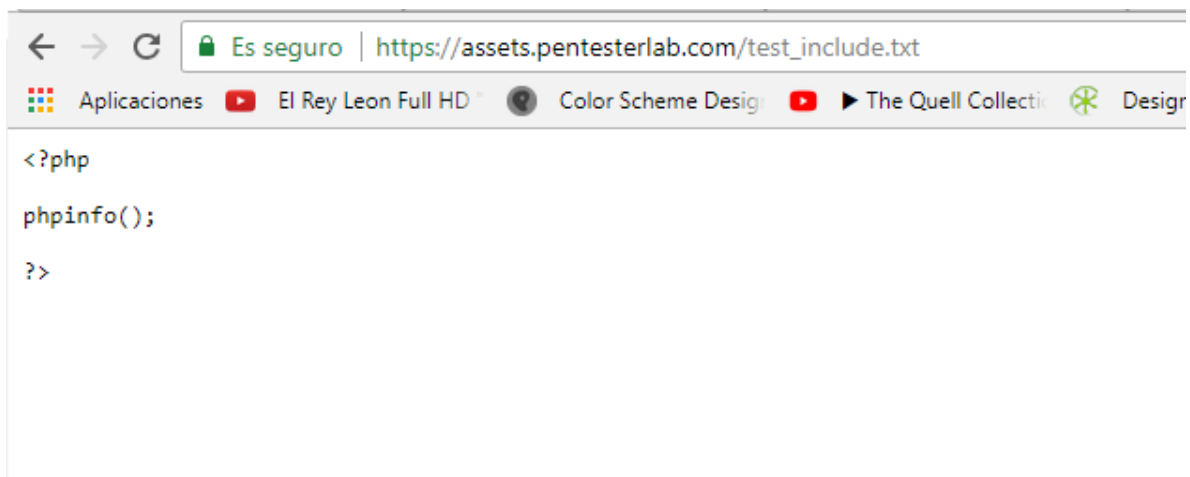 Es seguro | https://assets.pentesterlab.com/test_include.txt
Aplicaciones El Rey Leon Full HD Color Scheme Desig ▶ The Quell Collecti Design
<?php
phpinfo();
?>